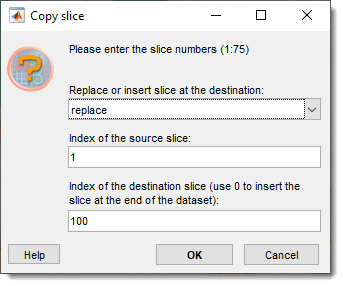 Copy slice
Please enter the slice numbers (1:75)
Replace or insert slice at the destination:
replace
Index of the source slice:
1
Index of the destination slice (use 0 to insert the
slice at the end of the dataset):
100
Help OK Cancel